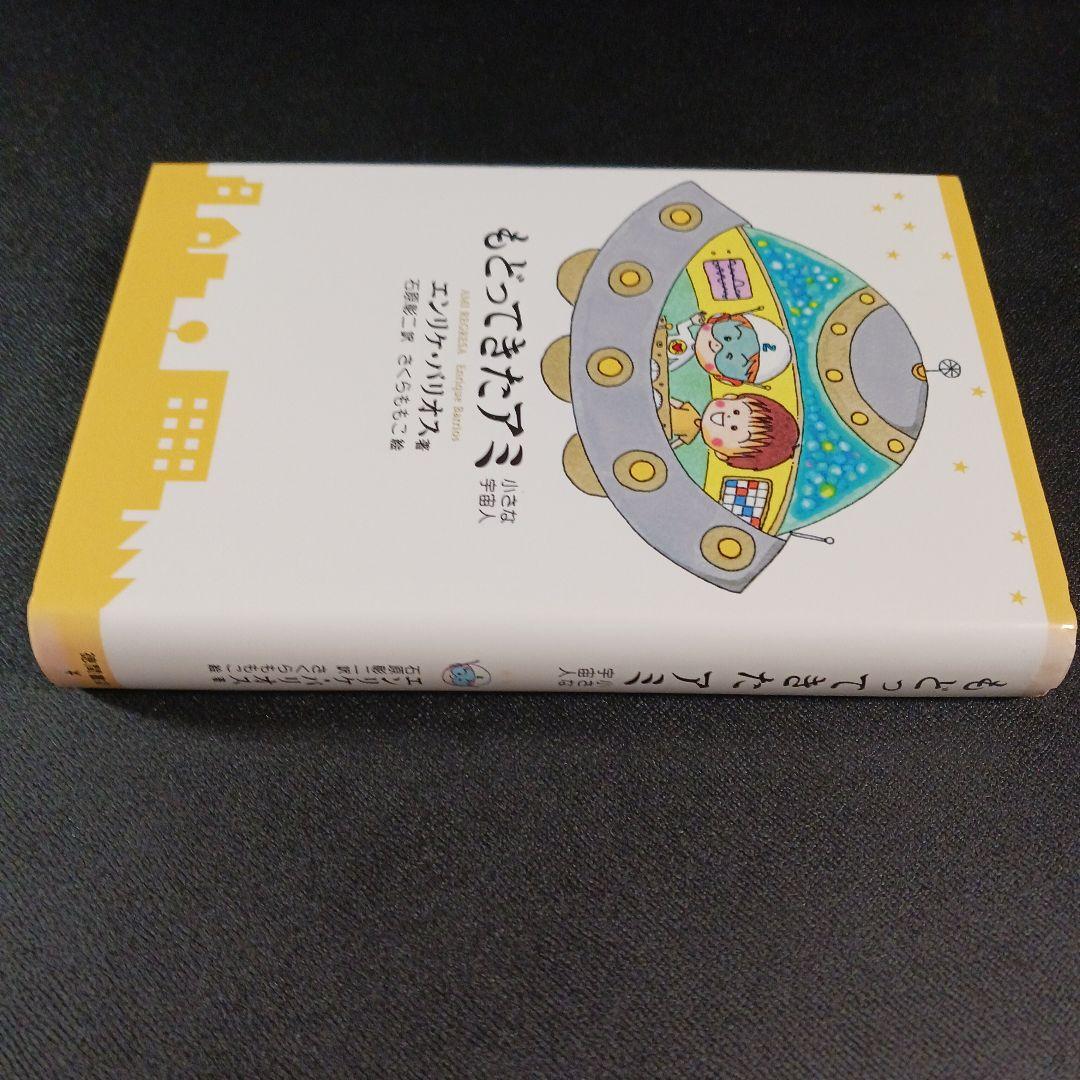 もどってきたアミ
小さな
宇宙人
AMI REGRESA Enrique Barrios
エンリケ・バリオス 著
石原彰二 訳 さくらももこ 絵
もどってきたアミ
小さな
宇宙人
エンリケ・バリオス 著
石原彰二 訳 さくらももこ 絵